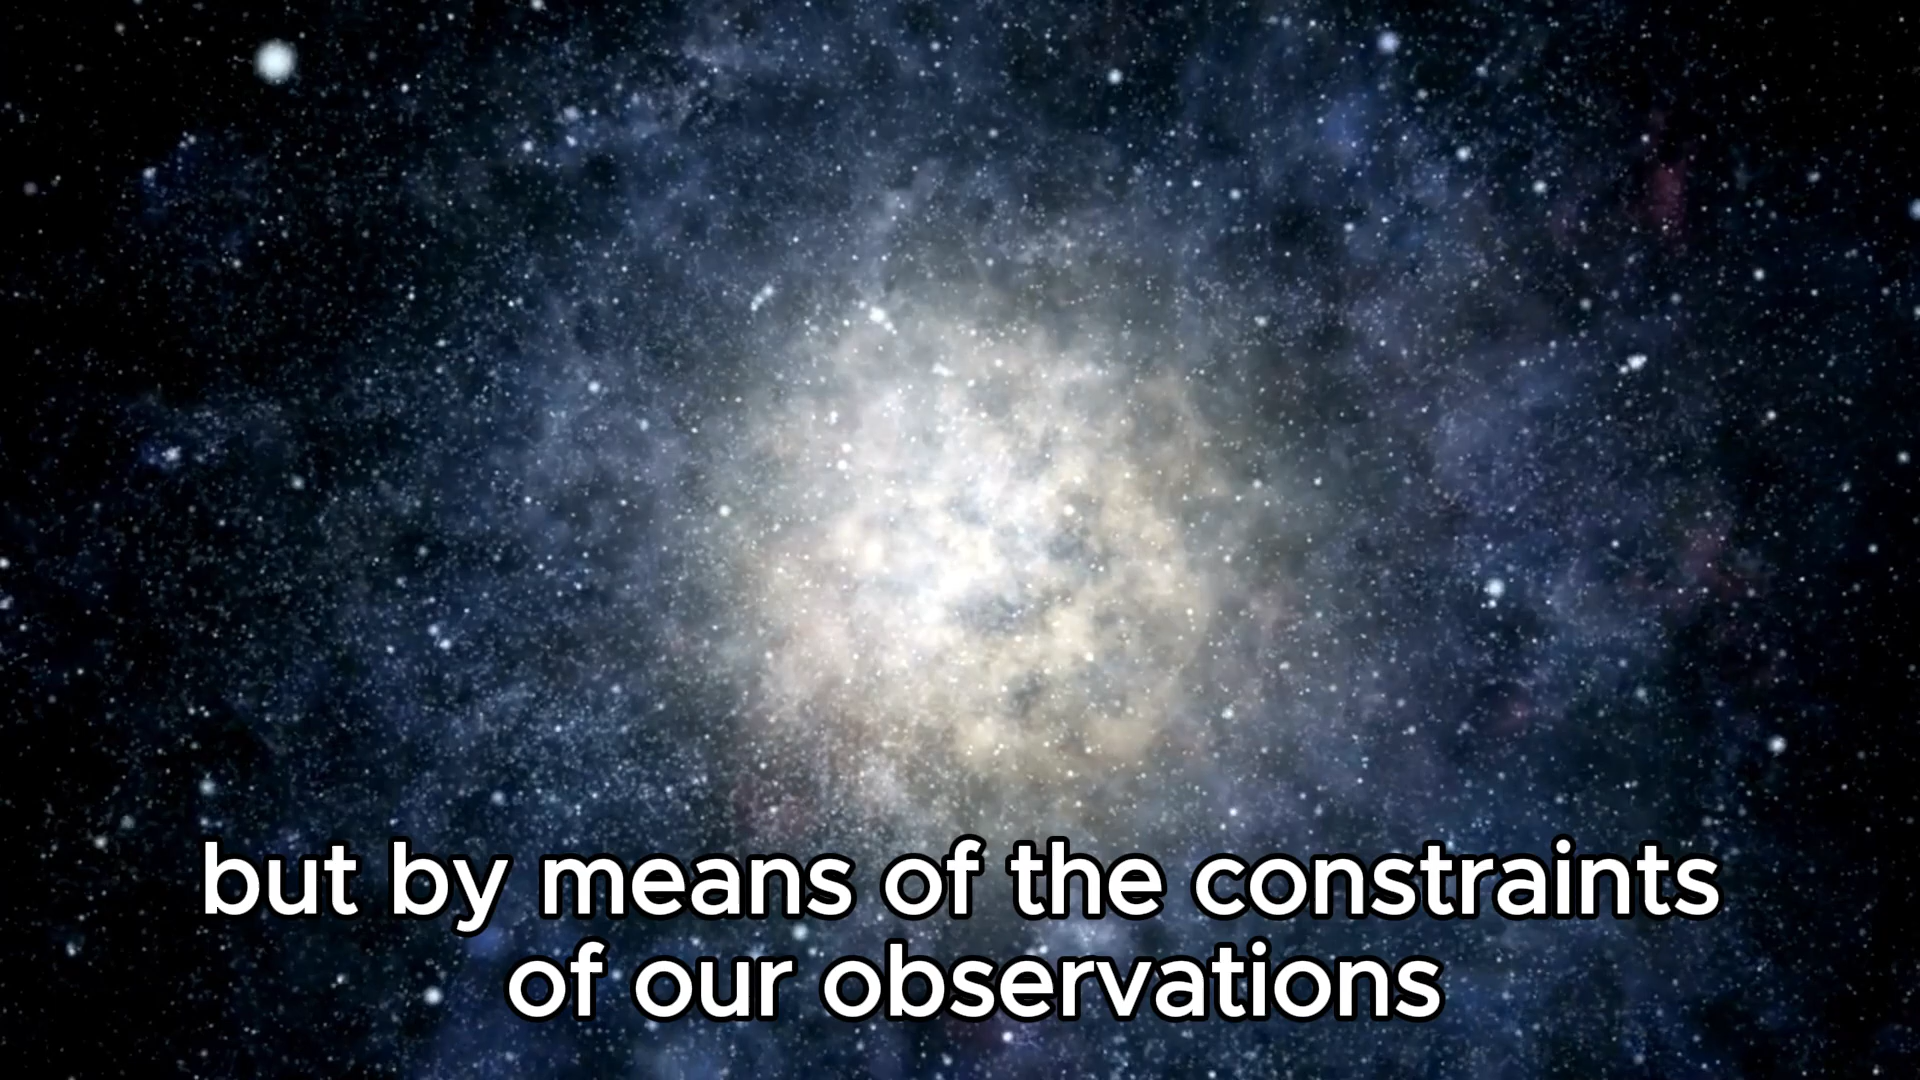 but by means of the constraints
of our observations